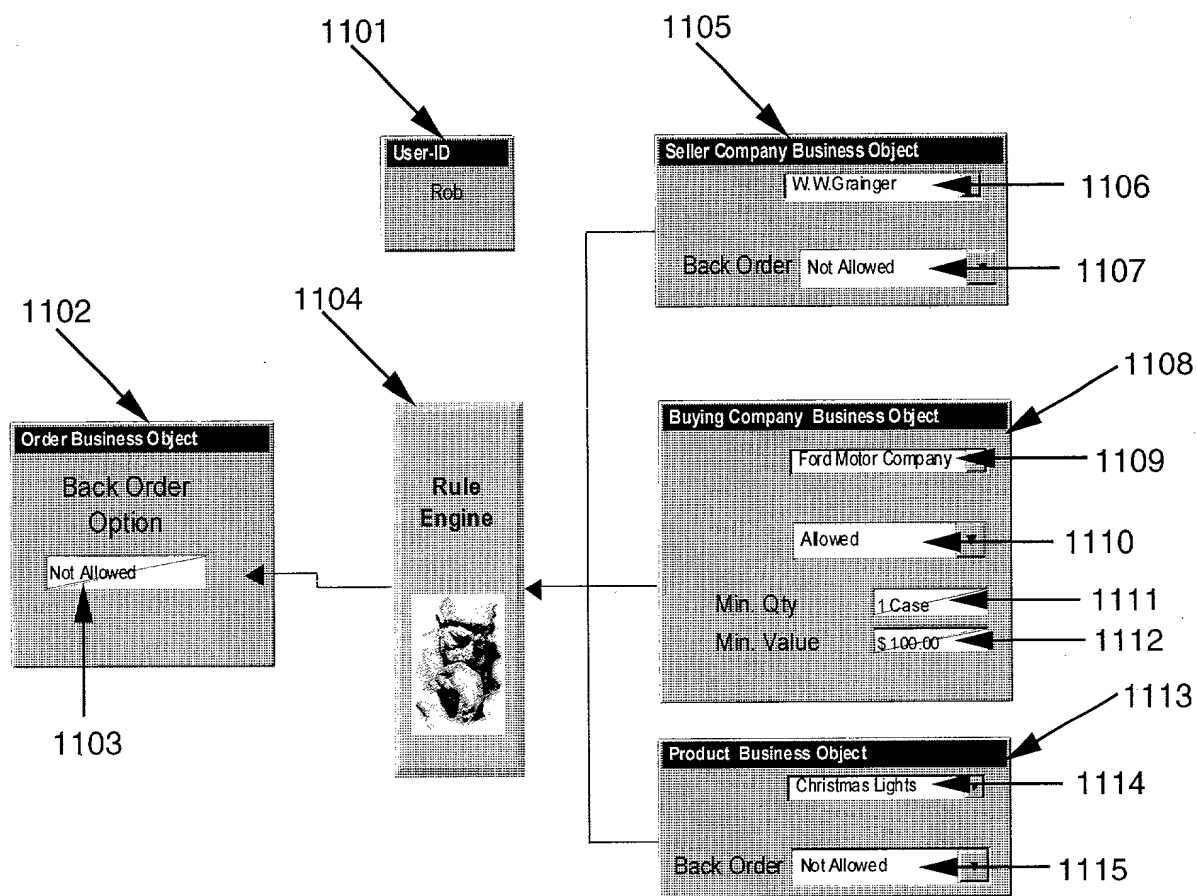 1101
1105
User-ID
Rob
Seller Company Business Object
W.W.Grainger
1106
Back Order Not Allowed
1107
1102
1104
1108
Order Business Object
Back Order
Option
Not Allowed
1103
Rule
Engine
Buying Company Business Object
Ford Motor Company
1109
Allowed
1110
Min. Qty 1 Case
1111
Min. Value $ 100.00
1112
1113
Product Business Object
Christmas Lights
1114
Back Order Not Allowed
1115